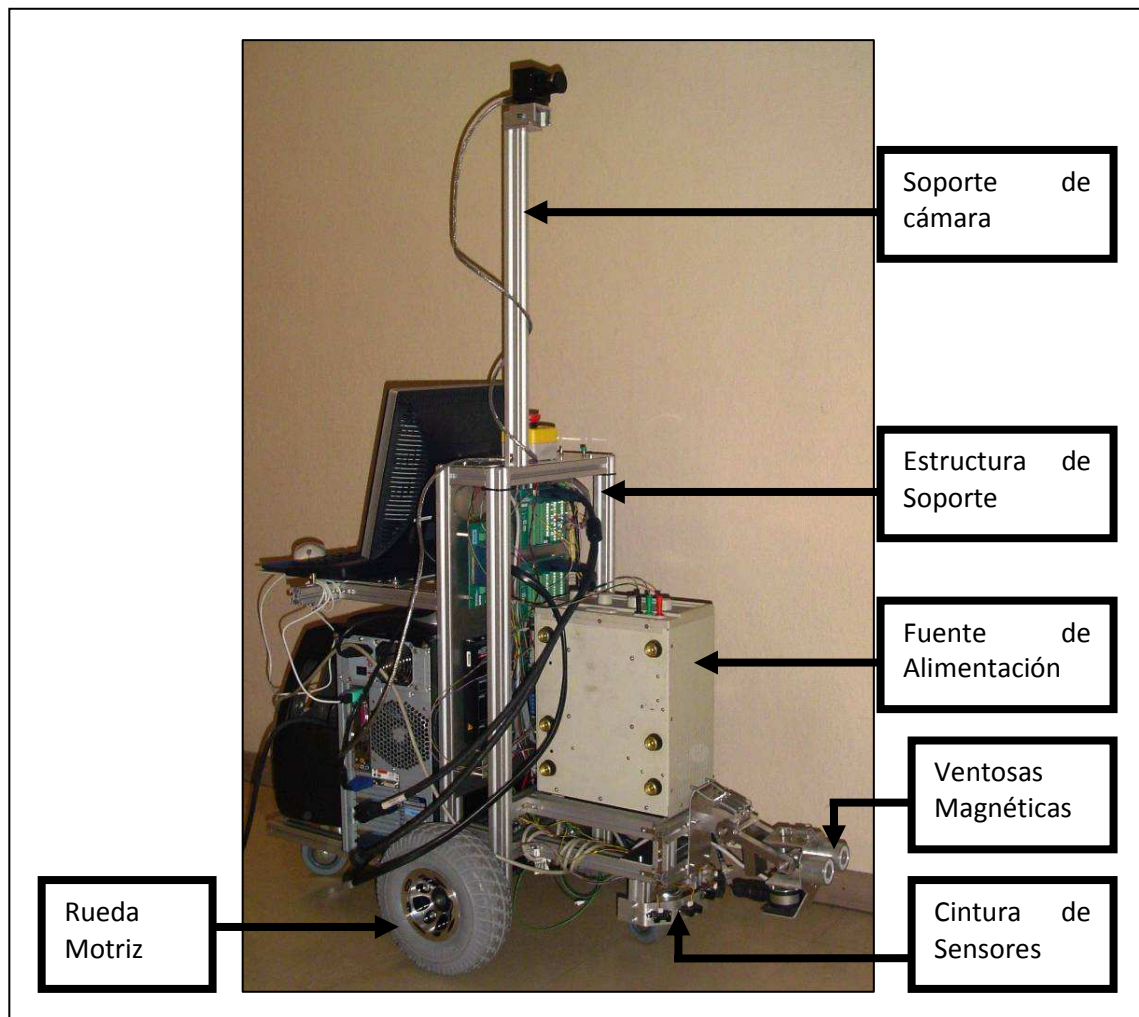 Soporte de
cámara
Estructura de
Soporte
Fuente de
Alimentación
Ventosas
Magnéticas
Rueda
Motriz
Cintura de
Sensores